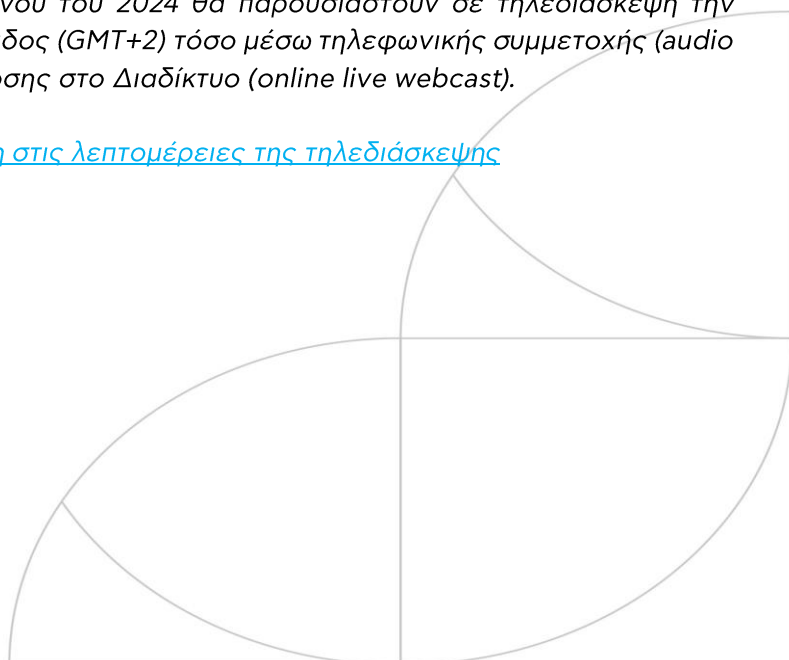 νου του 2024 θα παρουσιαστούν σε τηλεδιάσκεψη την
δος (GMT+2) τόσο μέσω τηλεφωνικής συμμετοχής (audio
σης στο Διαδίκτυο (online live webcast).
η στις λεπτομέρειες της τηλεδιάσκεψης